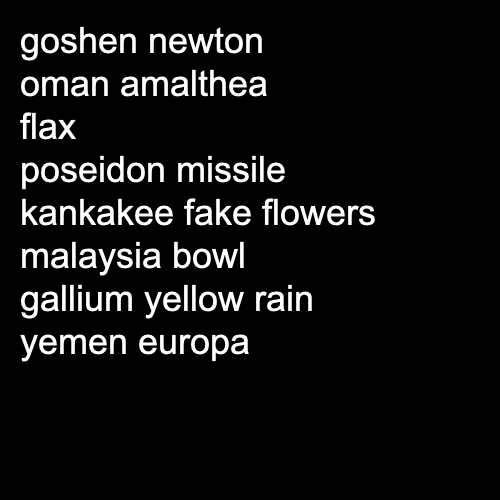 goshen newton
oman amalthea
flax
poseidon missile
kankakee fake flowers
malaysia bowl
gallium yellow rain
yemen europa